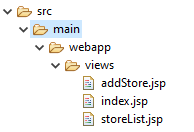 src
main
webapp
views
addStore.jsp
index.jsp
storeList.jsp